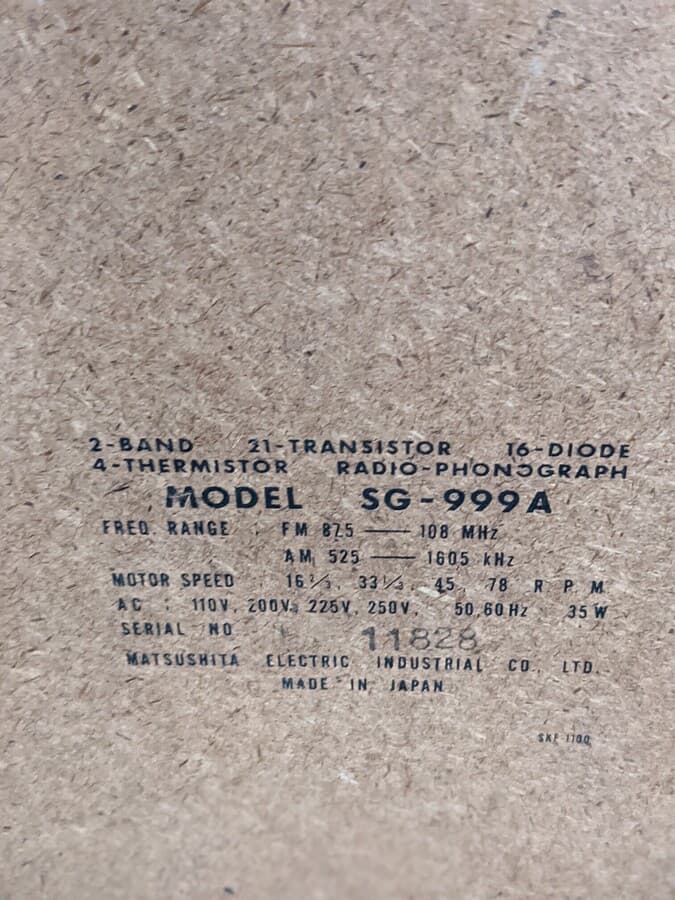 2-BAND 21-TRANSISTOR 16-DIODE
4-THERMISTOR RADIO-PHONOGRAPH
MODEL SG-999A
FREQ. RANGE : FM 87.5 — 108 MHz
AM 525 — 1605 kHz
MOTOR SPEED : 16⅔, 33⅓, 45, 78 R P M
AC : 110V, 200V, 225V, 250V, 50,60Hz 35W
SERIAL NO 11828
MATSUSHITA ELECTRIC INDUSTRIAL CO., LTD.
MADE IN JAPAN